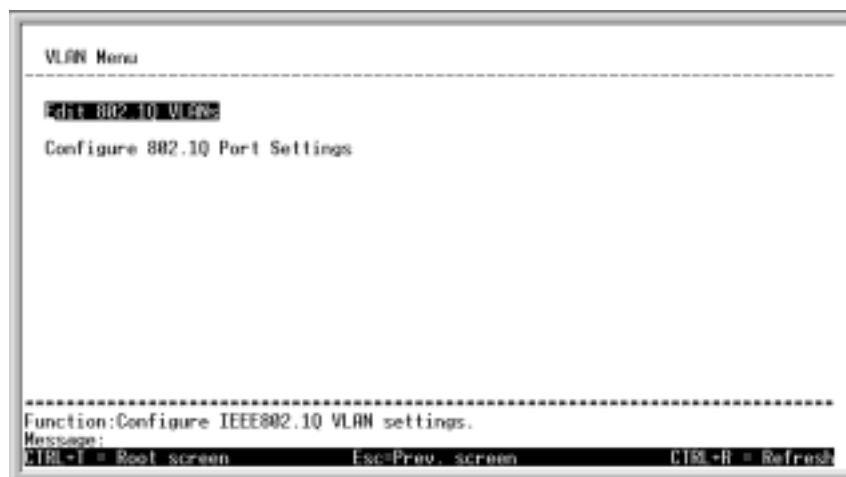 VLAN Menu
Edit 802.1Q VLANs
Configure 802.1Q Port Settings
Function:Configure IEEE802.1Q VLAN settings.
Message:
CTRL+T = Root screen Esc=Prev. screen CTRL+R = Refresh